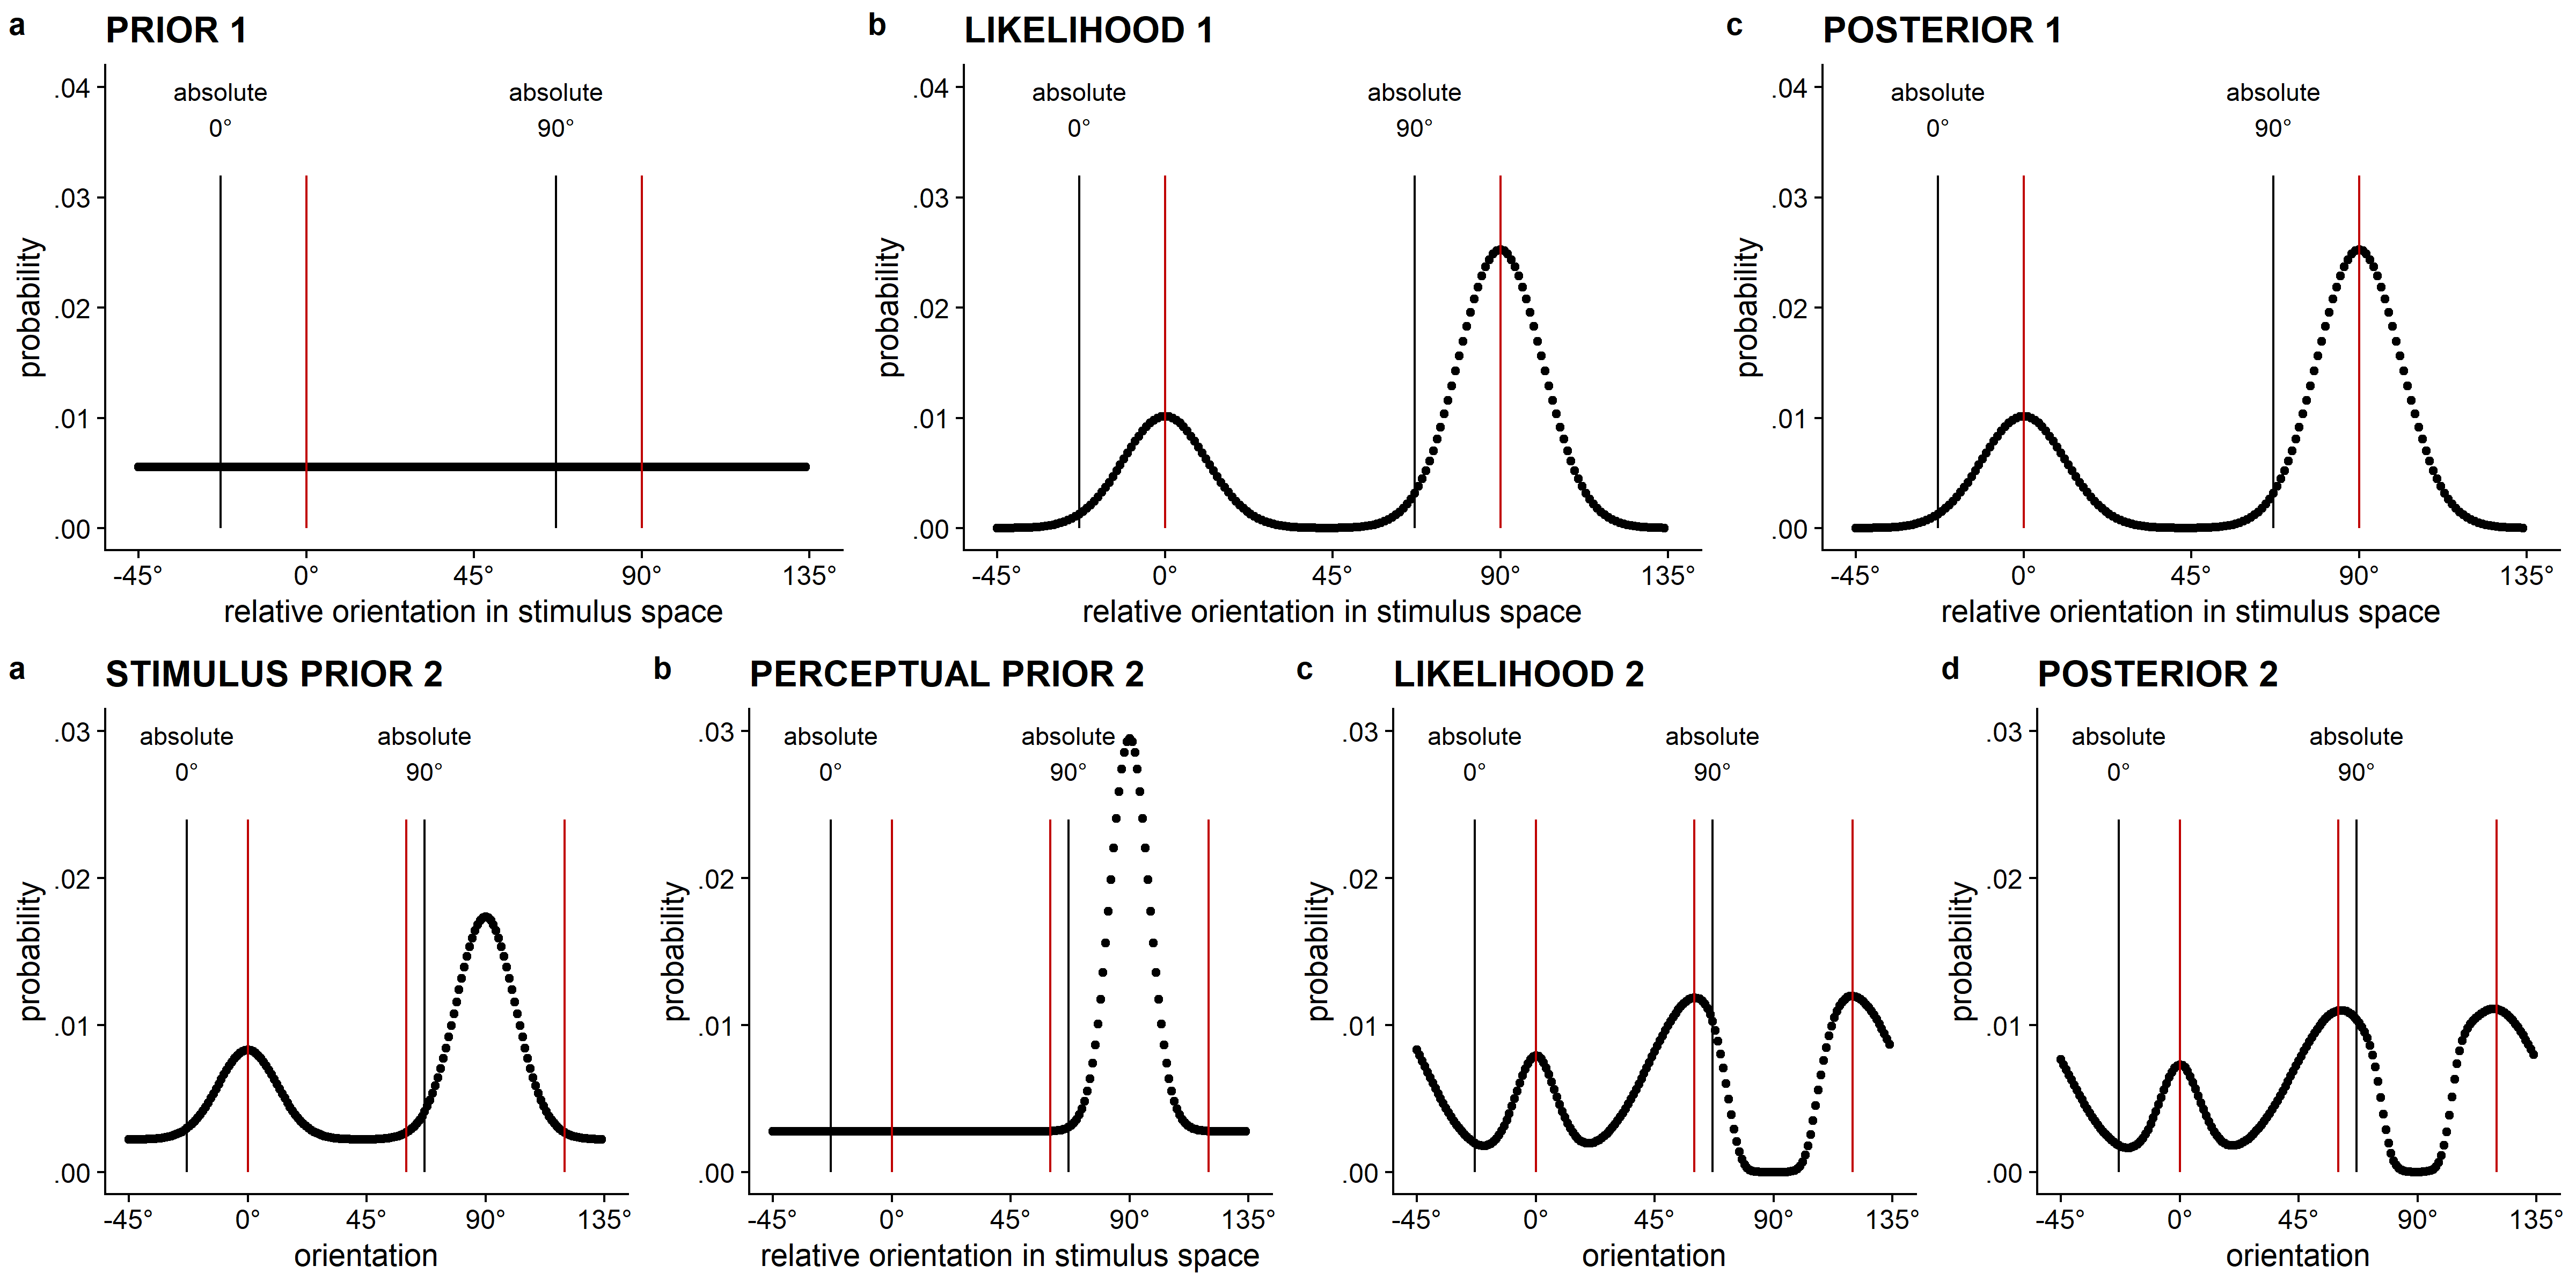 a PRIOR 1
.04
.03
.02
.01
.00
absolute 0°
absolute 90°
probability
-45° 0° 45° 90° 135°
relative orientation in stimulus space
b LIKELIHOOD 1
.04
.03
.02
.01
.00
absolute 0°
absolute 90°
probability
-45° 0° 45° 90° 135°
relative orientation in stimulus space
c POSTERIOR 1
.04
.03
.02
.01
.00
absolute 0°
absolute 90°
probability
-45° 0° 45° 90° 135°
relative orientation in stimulus space
a STIMULUS PRIOR 2
.03
.02
.01
.00
absolute 0°
absolute 90°
probability
-45° 0° 45° 90° 135°
orientation
b PERCEPTUAL PRIOR 2
.03
.02
.01
.00
absolute 0°
absolute 90°
probability
-45° 0° 45° 90° 135°
relative orientation in stimulus space
c LIKELIHOOD 2
.03
.02
.01
.00
absolute 0°
absolute 90°
probability
-45° 0° 45° 90° 135°
orientation
d POSTERIOR 2
.03
.02
.01
.00
absolute 0°
absolute 90°
probability
-45° 0° 45° 90° 135°
orientation